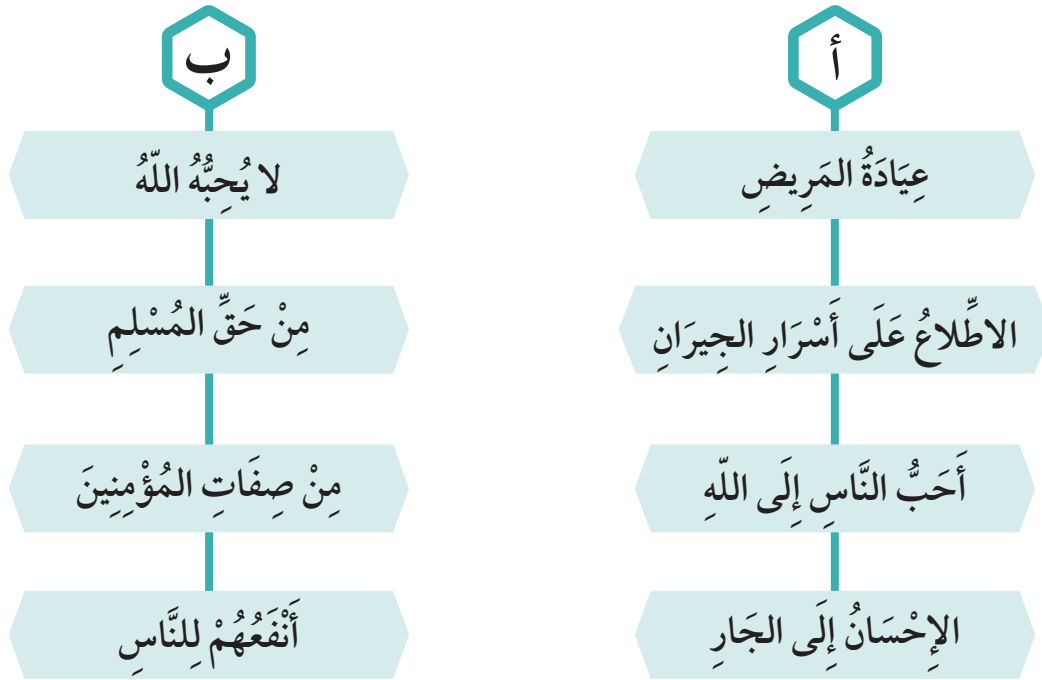 أ
عِيَادَةُ المَرِيضِ
الاطِّلاعُ عَلَى أَسْرَارِ الجِيرَانِ
أَحَبُّ النَّاسِ إِلَى اللّهِ
الإِحْسَانُ إِلَى الجَارِ
ب
لا يُحِبُّهُ اللّهُ
مِنْ حَقِّ المُسْلِمِ
مِنْ صِفَاتِ المُؤْمِنِينَ
أَنْفَعُهُمْ لِلنَّاسِ